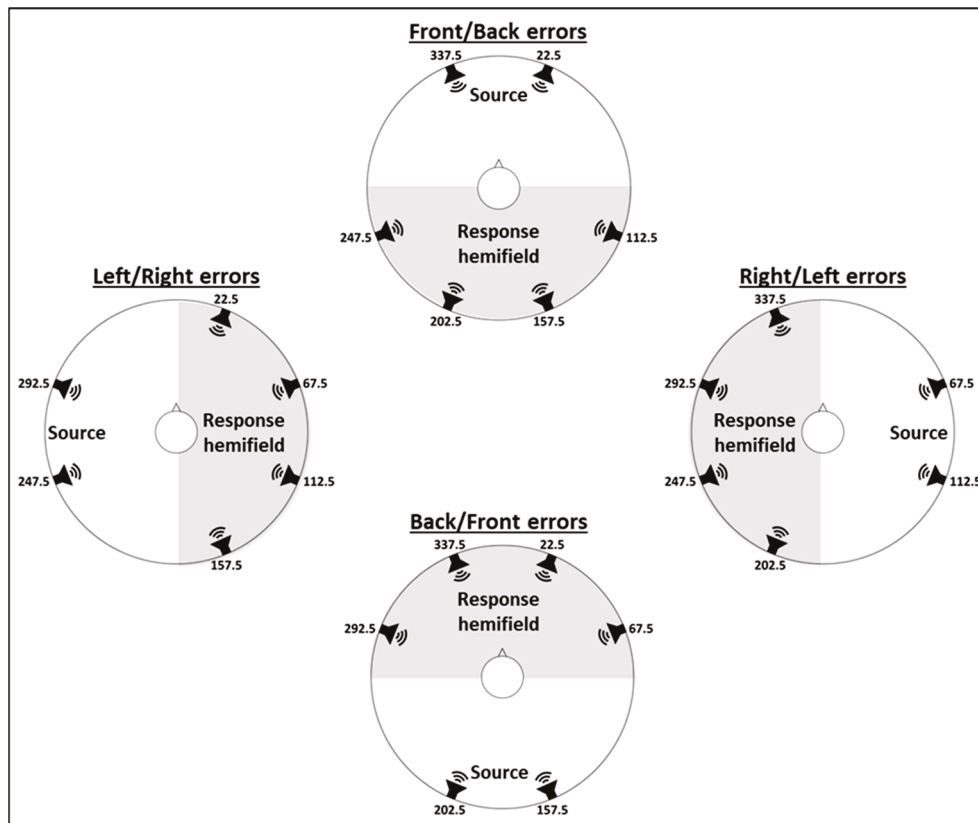 Front/Back errors
337.5 22.5
Source
247.5 Response 112.5
hemifield
202.5 157.5
Left/Right errors
22.5
292.5 67.5
Source Response
hemifield
247.5 112.5
157.5
Right/Left errors
337.5
292.5 67.5
Response Source
hemifield
247.5 112.5
202.5
Back/Front errors
337.5 22.5
Response
hemifield
292.5 67.5
Source
202.5 157.5